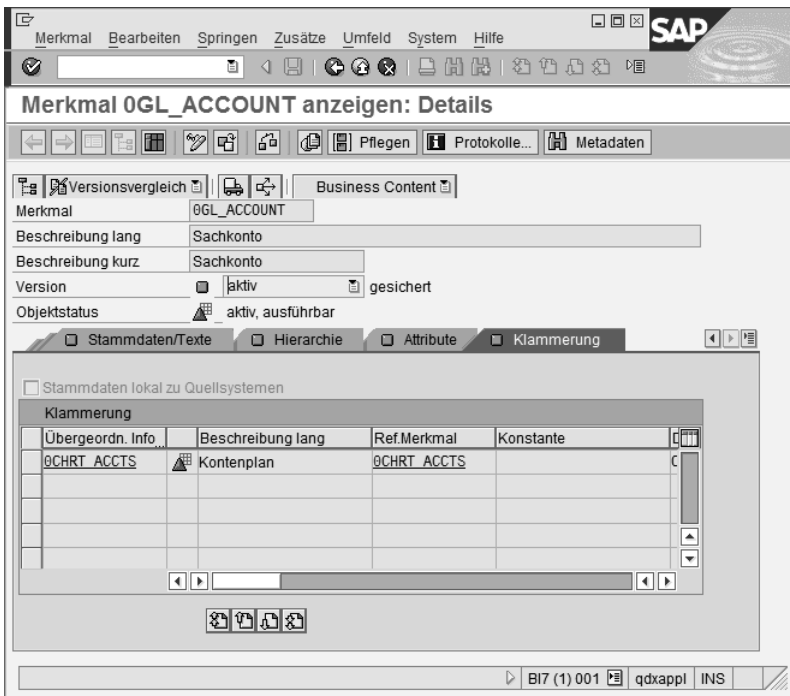 Merkmal Bearbeiten Springen Zusätze Umfeld System Hilfe
SAP
Merkmal 0GL_ACCOUNT anzeigen: Details
Pflegen Protokolle... Metadaten
Versionsvergleich Business Content
Merkmal 0GL_ACCOUNT
Beschreibung lang Sachkonto
Beschreibung kurz Sachkonto
Version aktiv gesichert
Objektstatus aktiv, ausführbar
Stammdaten/Texte Hierarchie Attribute Klammerung
Stammdaten lokal zu Quellsystemen
Klammerung
Übergeordn. Info... Beschreibung lang Ref.Merkmal Konstante
0CHRT_ACCTS Kontenplan 0CHRT_ACCTS
BI7 (1) 001 qdxappl INS